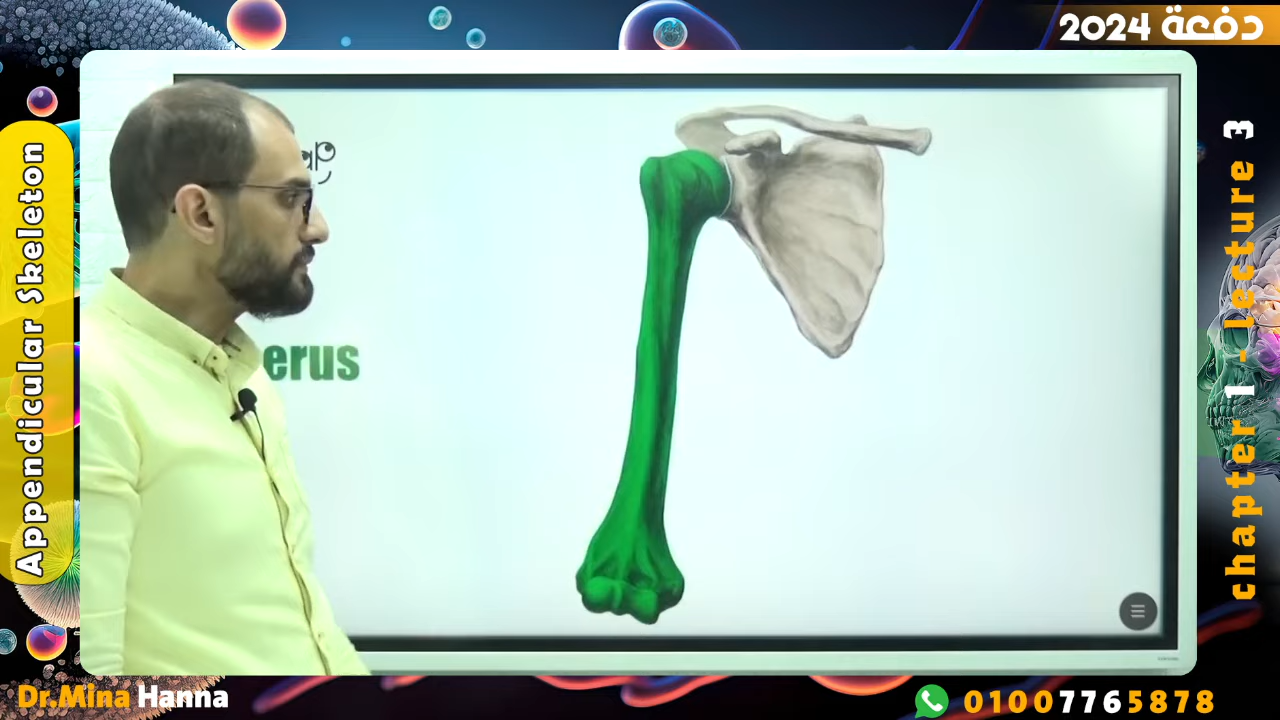 دفعة 2024
Appendicular Skeleton
chapter 1 - lecture 3
erus
Dr.Mina Hanna
01007765878